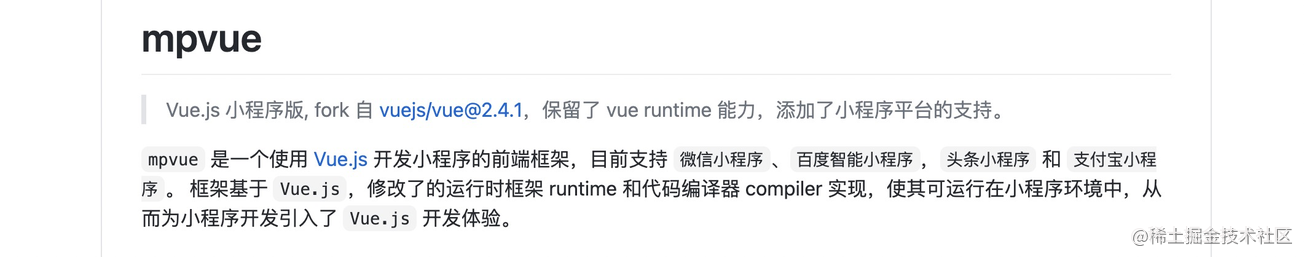 mpvue
Vue.js 小程序版, fork 自 vuejs/vue@2.4.1，保留了 vue runtime 能力，添加了小程序平台的支持。
mpvue 是一个使用 Vue.js 开发小程序的前端框架，目前支持 微信小程序、百度智能小程序，头条小程序 和 支付宝小程
序。 框架基于 Vue.js，修改了的运行时框架 runtime 和代码编译器 compiler 实现，使其可运行在小程序环境中，从
而为小程序开发引入了 Vue.js 开发体验。
@稀土掘金技术社区